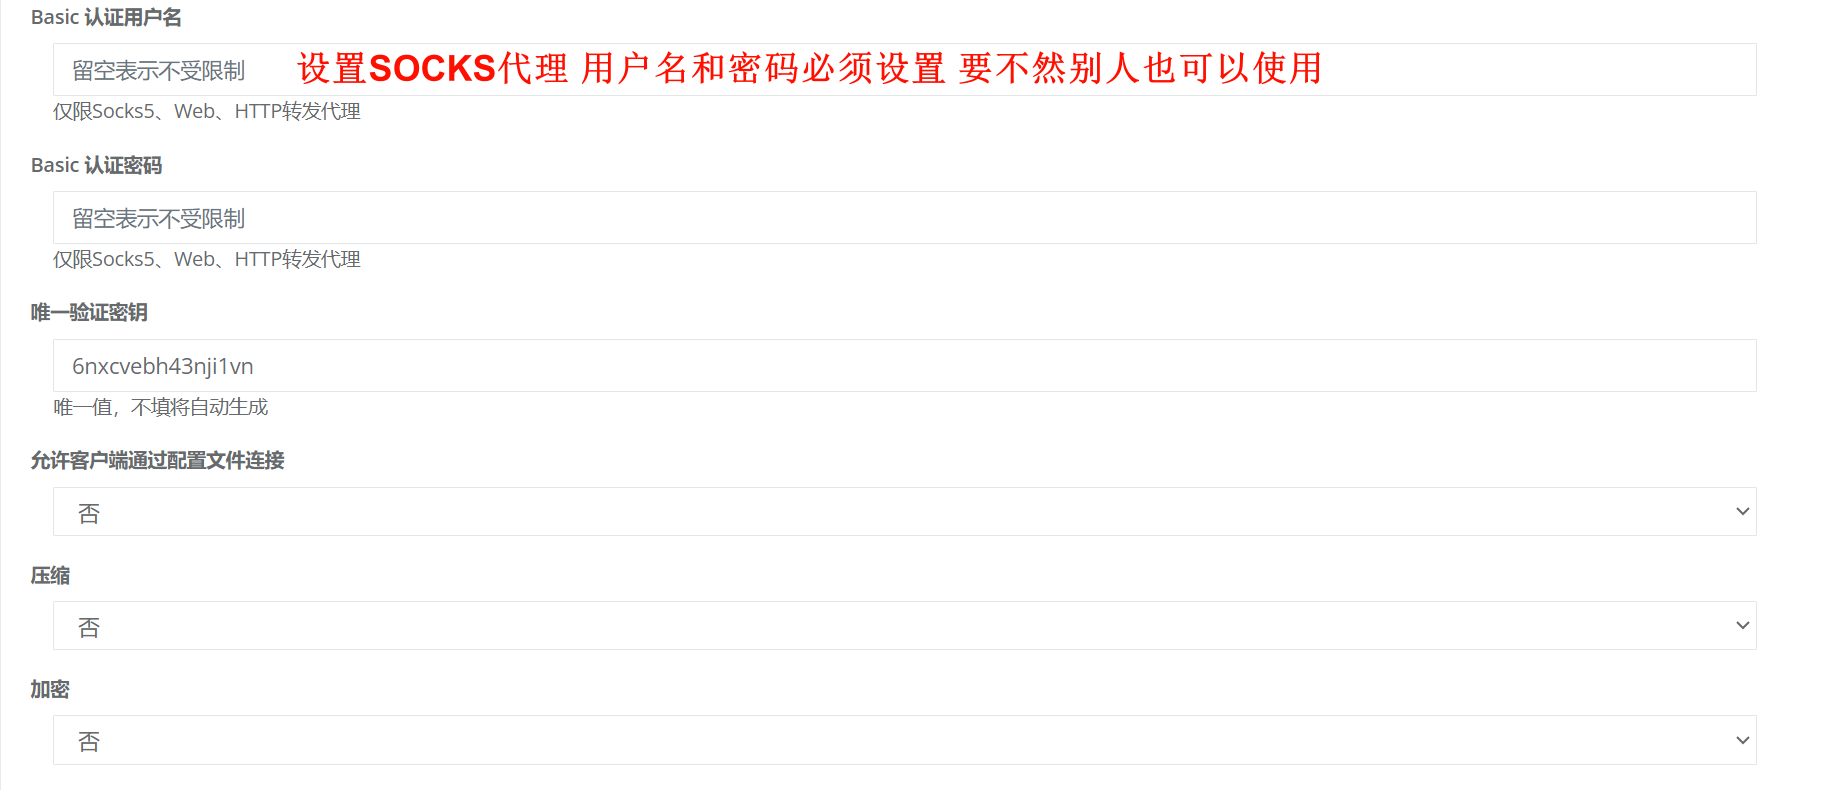 Basic 认证用户名
留空表示不受限制 设置SOCKS代理 用户名和密码必须设置 要不然别人也可以使用
仅限Socks5、Web、HTTP转发代理
Basic 认证密码
留空表示不受限制
仅限Socks5、Web、HTTP转发代理
唯一验证密钥
6nxcvebh43nji1vn
唯一值，不填将自动生成
允许客户端通过配置文件连接
否
压缩
否
加密
否